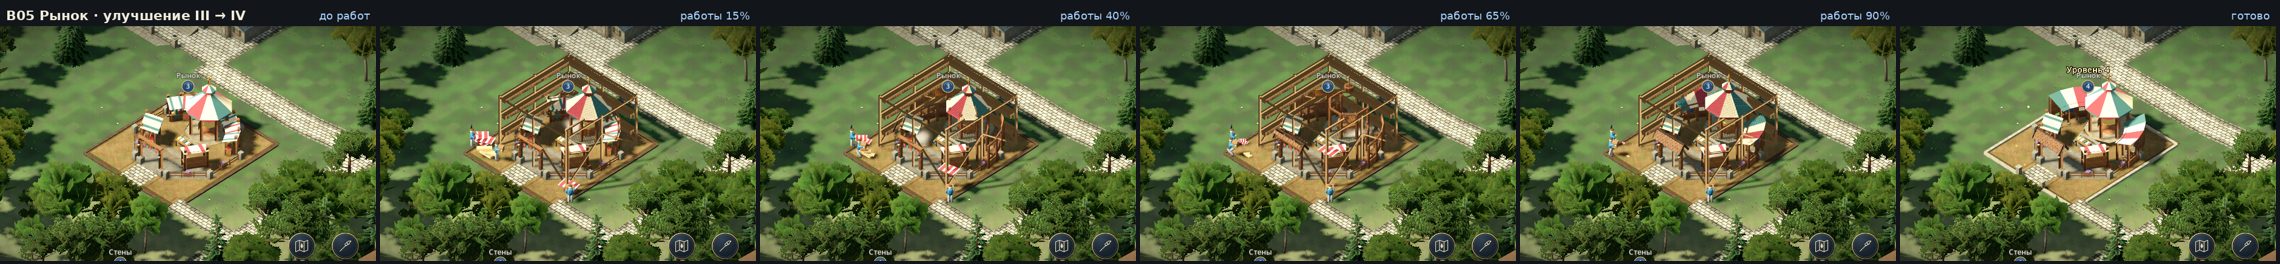 B05 Рынок · улучшение III → IV
до работ
работы 15%
работы 40%
работы 65%
работы 90%
готово
Рынок
3
Рынок
3
Рынок
3
Рынок
3
Рынок
3
Уровень 4
Рынок
4
Стены
Стены
Стены
Стены
Стены
Стены